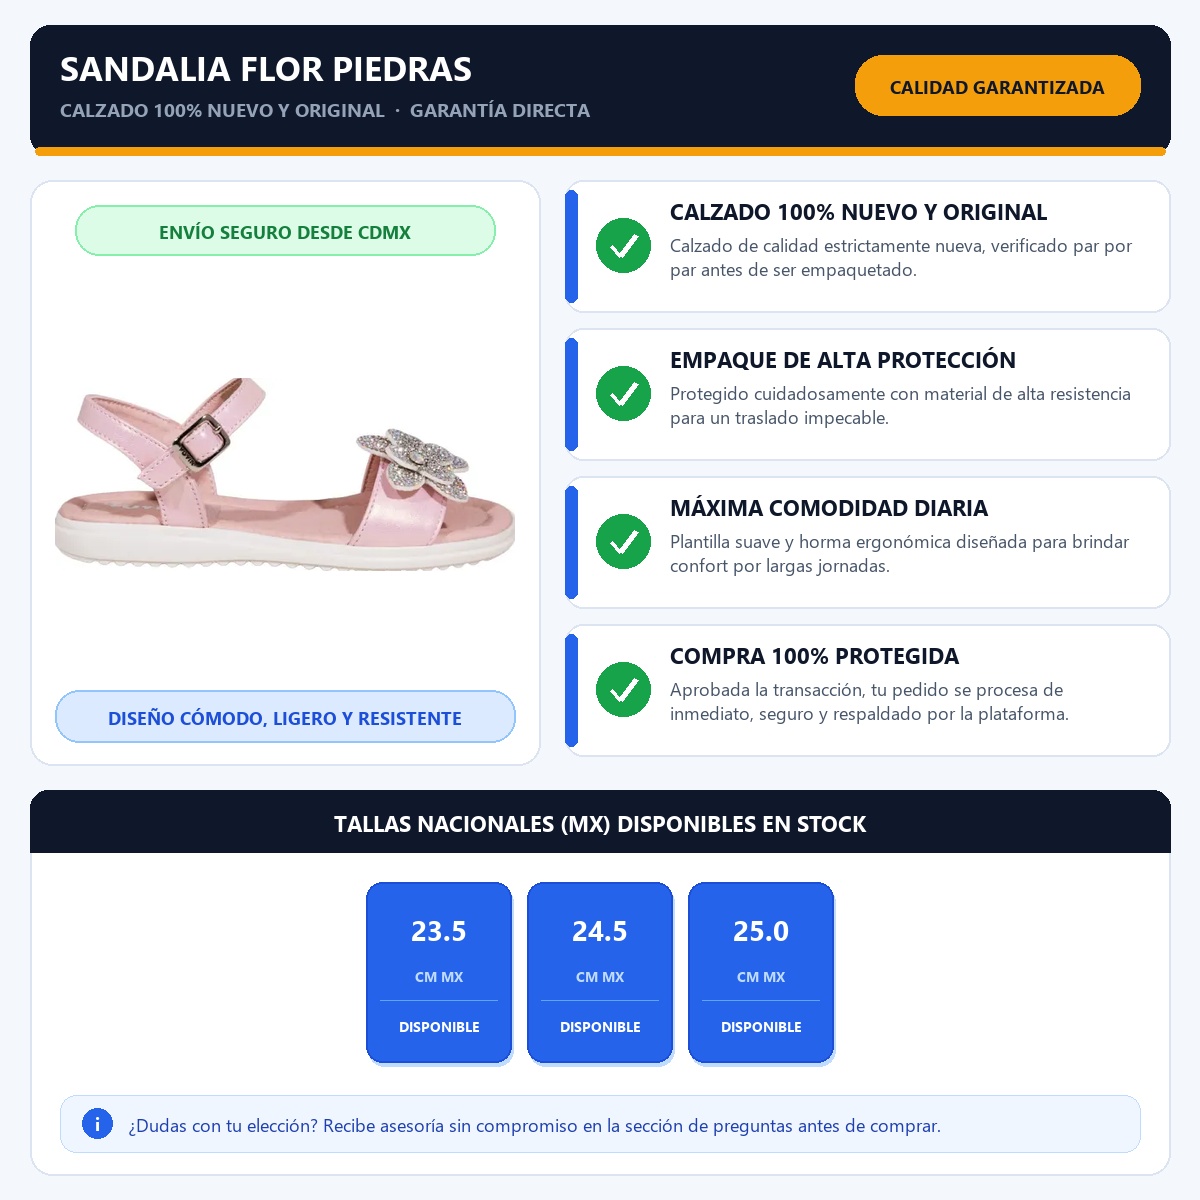 SANDALIA FLOR PIEDRAS
CALZADO 100% NUEVO Y ORIGINAL · GARANTÍA DIRECTA
CALIDAD GARANTIZADA
ENVÍO SEGURO DESDE CDMX
DISEÑO CÓMODO, LIGERO Y RESISTENTE
CALZADO 100% NUEVO Y ORIGINAL
Calzado de calidad estrictamente nueva, verificado par por
par antes de ser empaquetado.
EMPAQUE DE ALTA PROTECCIÓN
Protegido cuidadosamente con material de alta resistencia
para un traslado impecable.
MÁXIMA COMODIDAD DIARIA
Plantilla suave y horma ergonómica diseñada para brindar
confort por largas jornadas.
COMPRA 100% PROTEGIDA
Aprobada la transacción, tu pedido se procesa de
inmediato, seguro y respaldado por la plataforma.
TALLAS NACIONALES (MX) DISPONIBLES EN STOCK
23.5
CM MX
DISPONIBLE
24.5
CM MX
DISPONIBLE
25.0
CM MX
DISPONIBLE
¿Dudas con tu elección? Recibe asesoría sin compromiso en la sección de preguntas antes de comprar.